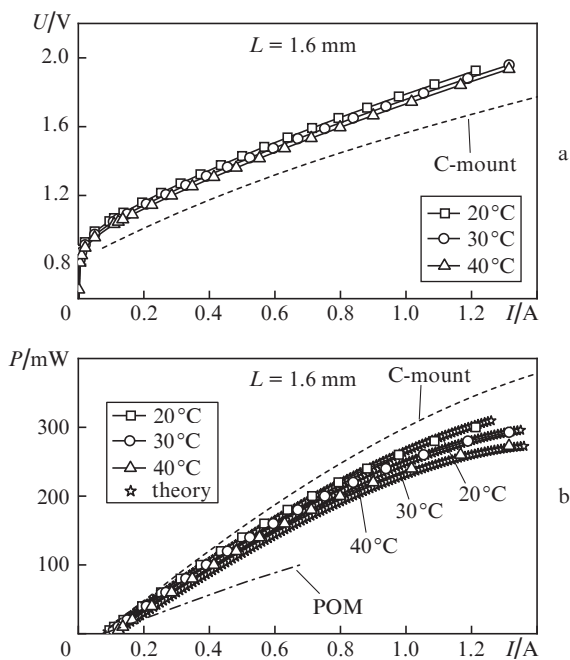 U/V
L = 1.6 mm
2.0
1.6
1.2
0.8
C-mount
20 °C
30 °C
40 °C
a
0
0.2
0.4
0.6
0.8
1.0
1.2
I/A
P/mW
L = 1.6 mm
C-mount
20 °C
30 °C
40 °C
theory
300
200
100
0
20 °C
30 °C
40 °C
POM
b
0.2
0.4
0.6
0.8
1.0
1.2
I/A